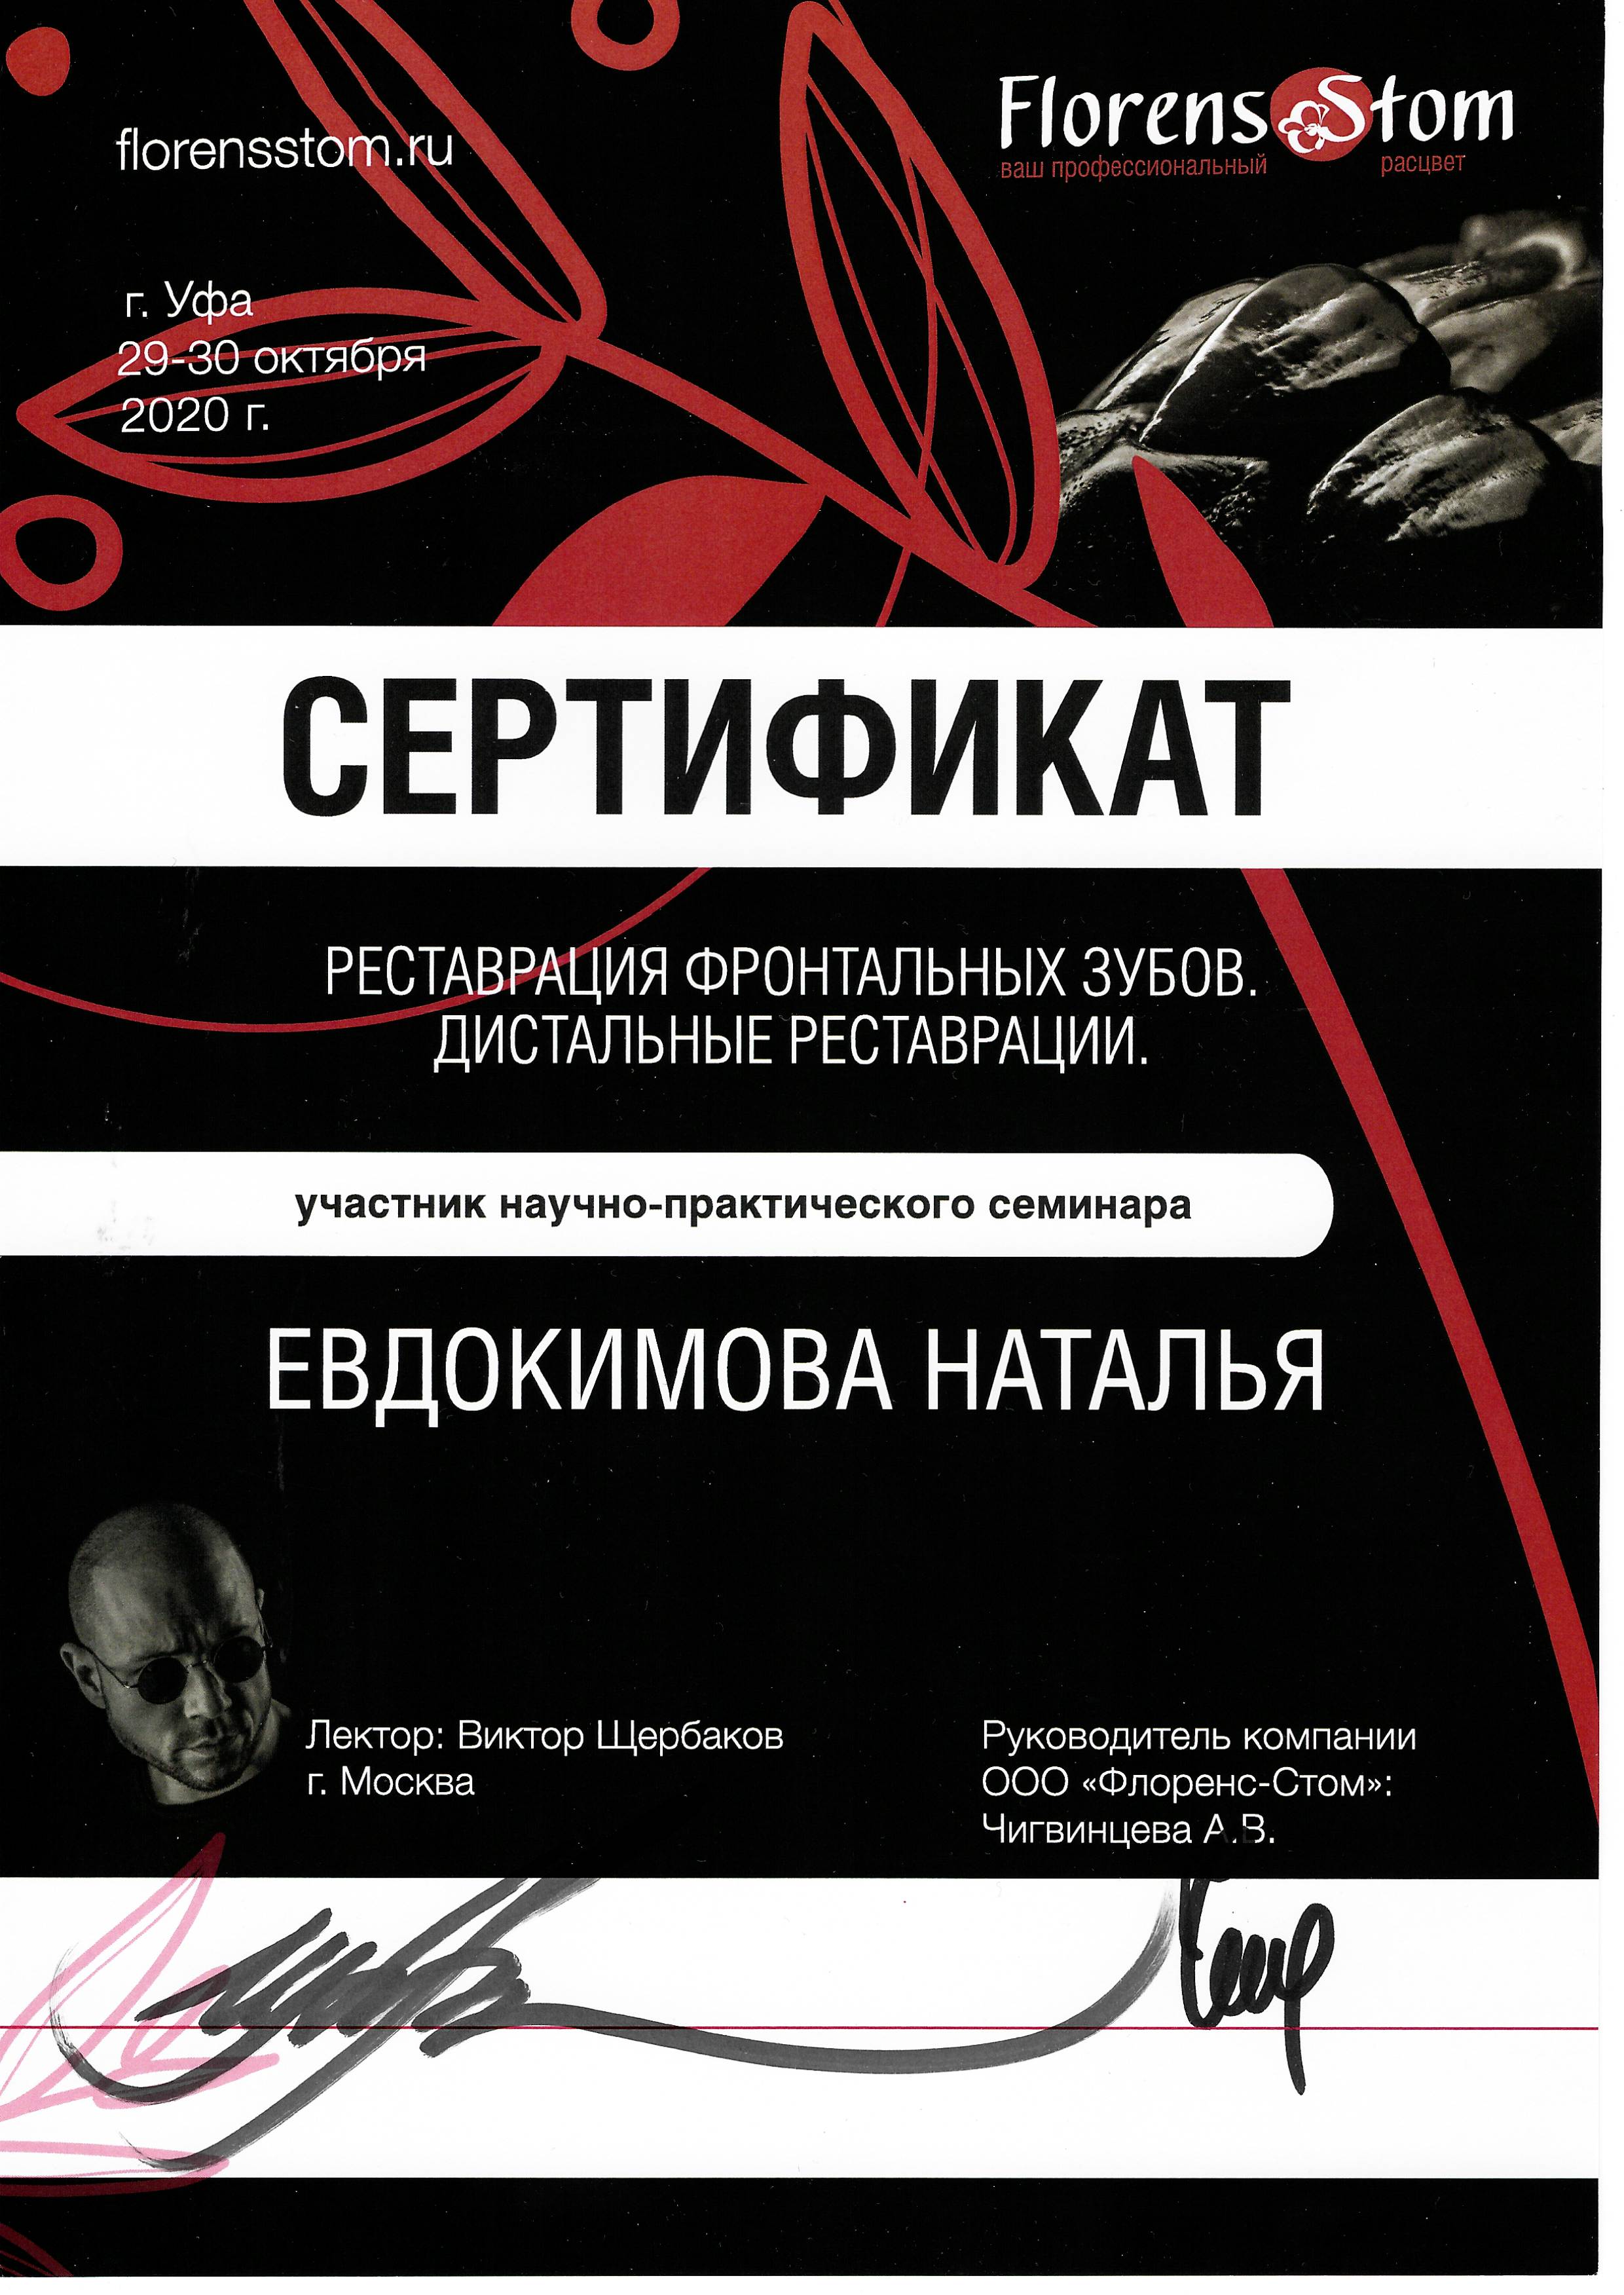 florensstom.ru
FlorensStom
ваш профессиональный расцвет
г. Уфа
29-30 октября
2020 г.
СЕРТИФИКАТ
РЕСТАВРАЦИЯ ФРОНТАЛЬНЫХ ЗУБОВ.
ДИСТАЛЬНЫЕ РЕСТАВРАЦИИ.
участник научно-практического семинара
ЕВДОКИМОВА НАТАЛЬЯ
Лектор: Виктор Щербаков
г. Москва
Руководитель компании
ООО «Флоренс-Стом»:
Чигвинцева А.В.